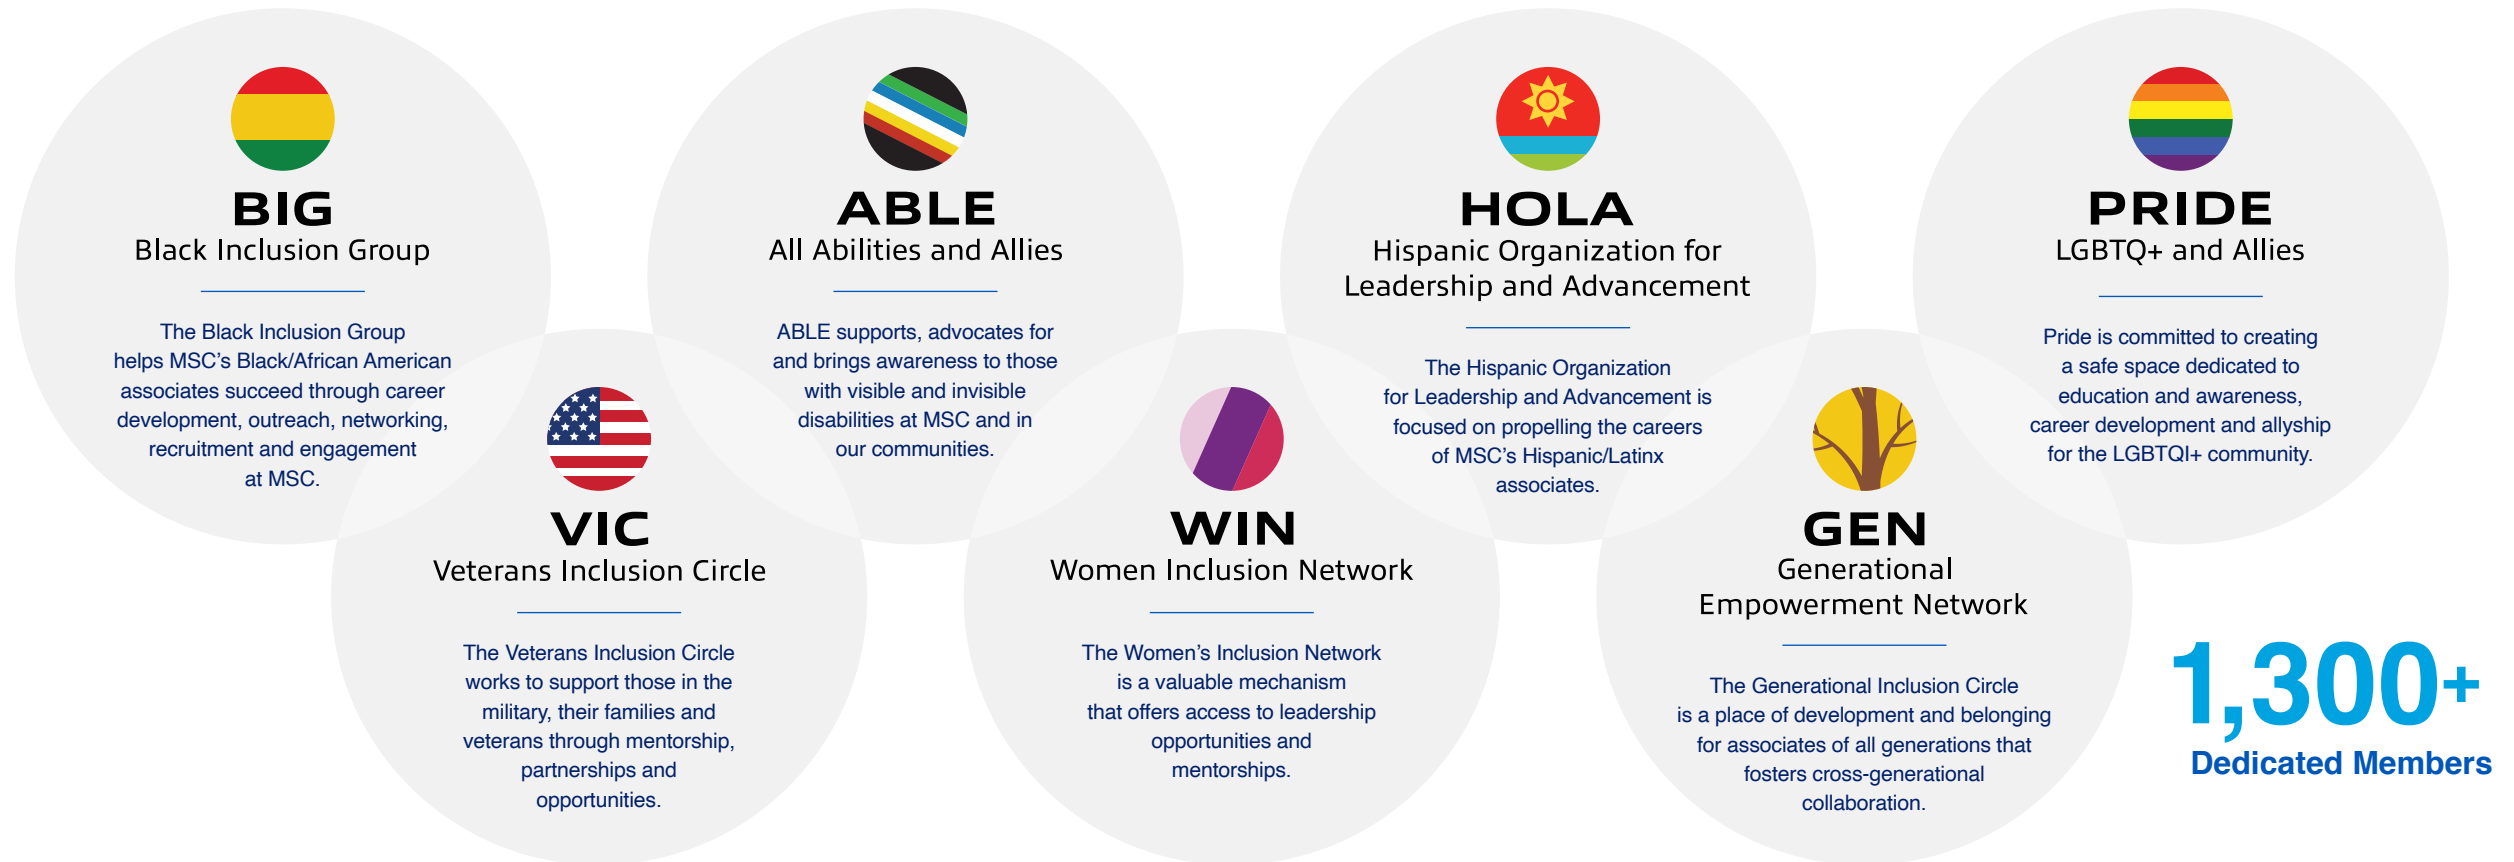 BIG
Black Inclusion Group
The Black Inclusion Group
helps MSC’s Black/African American
associates succeed through career
development, outreach, networking,
recruitment and engagement
at MSC.
VIC
Veterans Inclusion Circle
The Veterans Inclusion Circle
works to support those in the
military, their families and
veterans through mentorship,
partnerships and
opportunities.
ABLE
All Abilities and Allies
ABLE supports, advocates for
and brings awareness to those
with visible and invisible
disabilities at MSC and in
our communities.
WIN
Women Inclusion Network
The Women’s Inclusion Network
is a valuable mechanism
that offers access to leadership
opportunities and
mentorships.
HOLA
Hispanic Organization for
Leadership and Advancement
The Hispanic Organization
for Leadership and Advancement is
focused on propelling the careers
of MSC’s Hispanic/Latinx
associates.
GEN
Generational
Empowerment Network
The Generational Inclusion Circle
is a place of development and belonging
for associates of all generations that
fosters cross-generational
collaboration.
PRIDE
LGBTQ+ and Allies
Pride is committed to creating
a safe space dedicated to
education and awareness,
career development and allyship
for the LGBTQI+ community.
1,300+
Dedicated Members